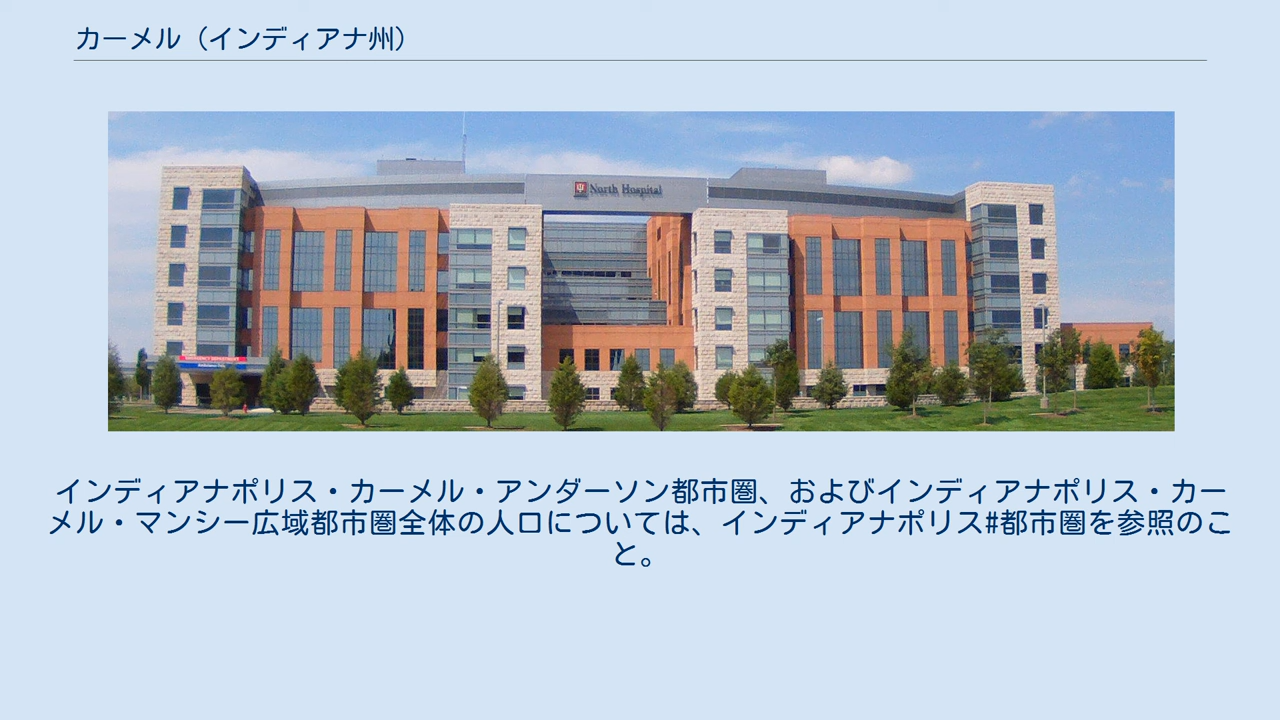 カーメル（インディアナ州）
North Hospital
EMERGENCY DEPARTMENT
インディアナポリス・カーメル・アンダーソン都市圏、およびインディアナポリス・カー
メル・マンシー広域都市圏全体の人口については、インディアナポリス#都市圏を参照のこ
と。